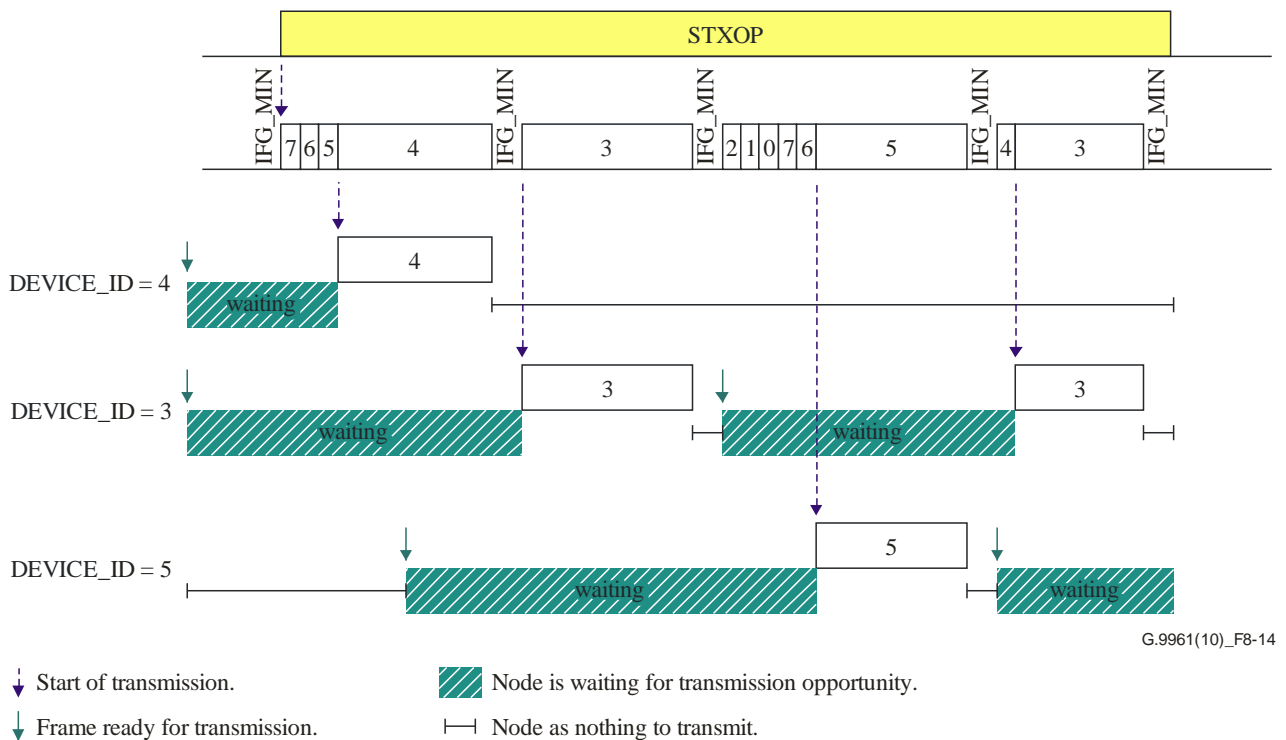 STXOP
IFG_MIN
7 6 5 4
IFG_MIN
3
IFG_MIN
2 1 0 7 6 5
IFG_MIN
4 3
IFG_MIN
4
DEVICE_ID = 4
waiting
3
3
DEVICE_ID = 3
waiting
waiting
5
DEVICE_ID = 5
waiting
waiting
G.9961(10)_F8-14
Start of transmission.
Node is waiting for transmission opportunity.
Frame ready for transmission.
Node as nothing to transmit.